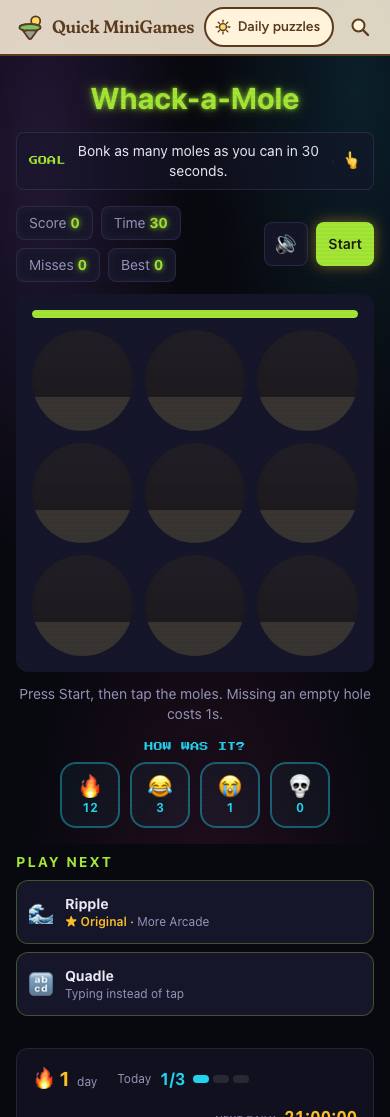 Quick MiniGames
Daily puzzles
Whack-a-Mole
GOAL
Bonk as many moles as you can in 30
seconds.
Score 0
Time 30
Misses 0
Best 0
Start
Press Start, then tap the moles. Missing an empty hole
costs 1s.
HOW WAS IT?
12
3
1
0
PLAY NEXT
Ripple
Original · More Arcade
abcd
Quadle
Typing instead of tap
1 day
Today 1/3